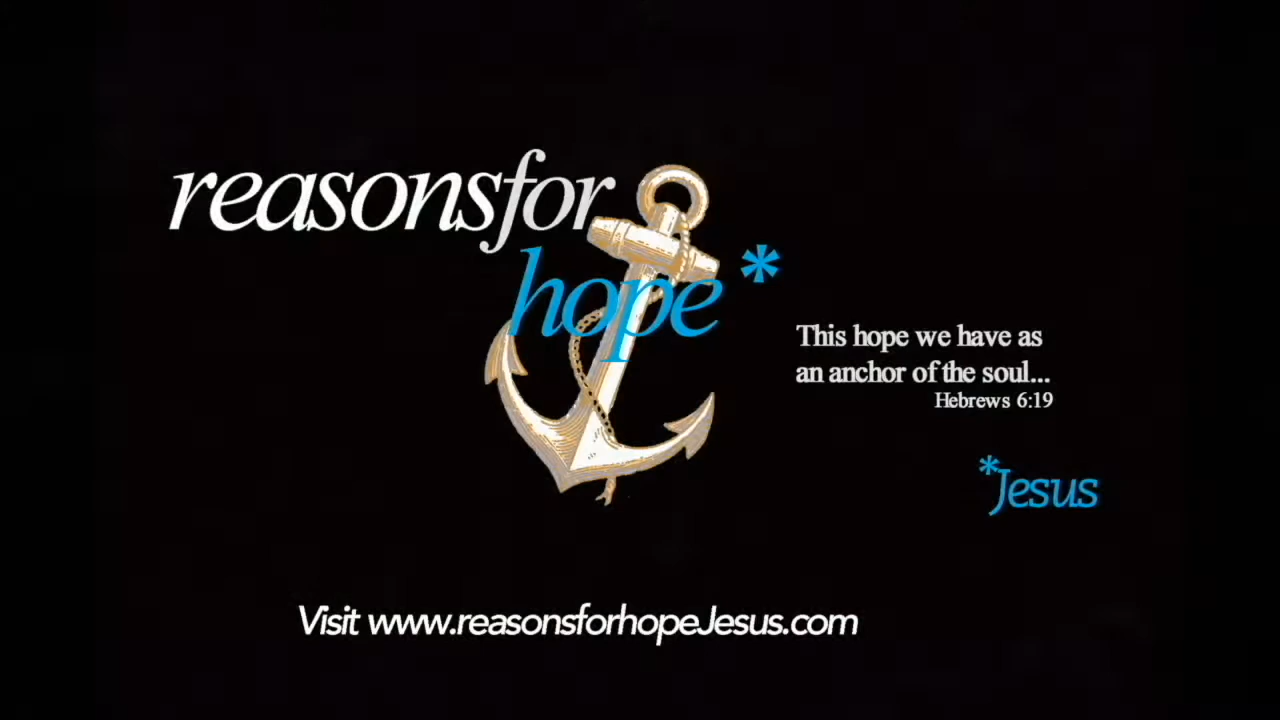 reasonsfor
hope*
This hope we have as
an anchor of the soul...
Hebrews 6:19
*Jesus
Visit www.reasonsforhopeJesus.com